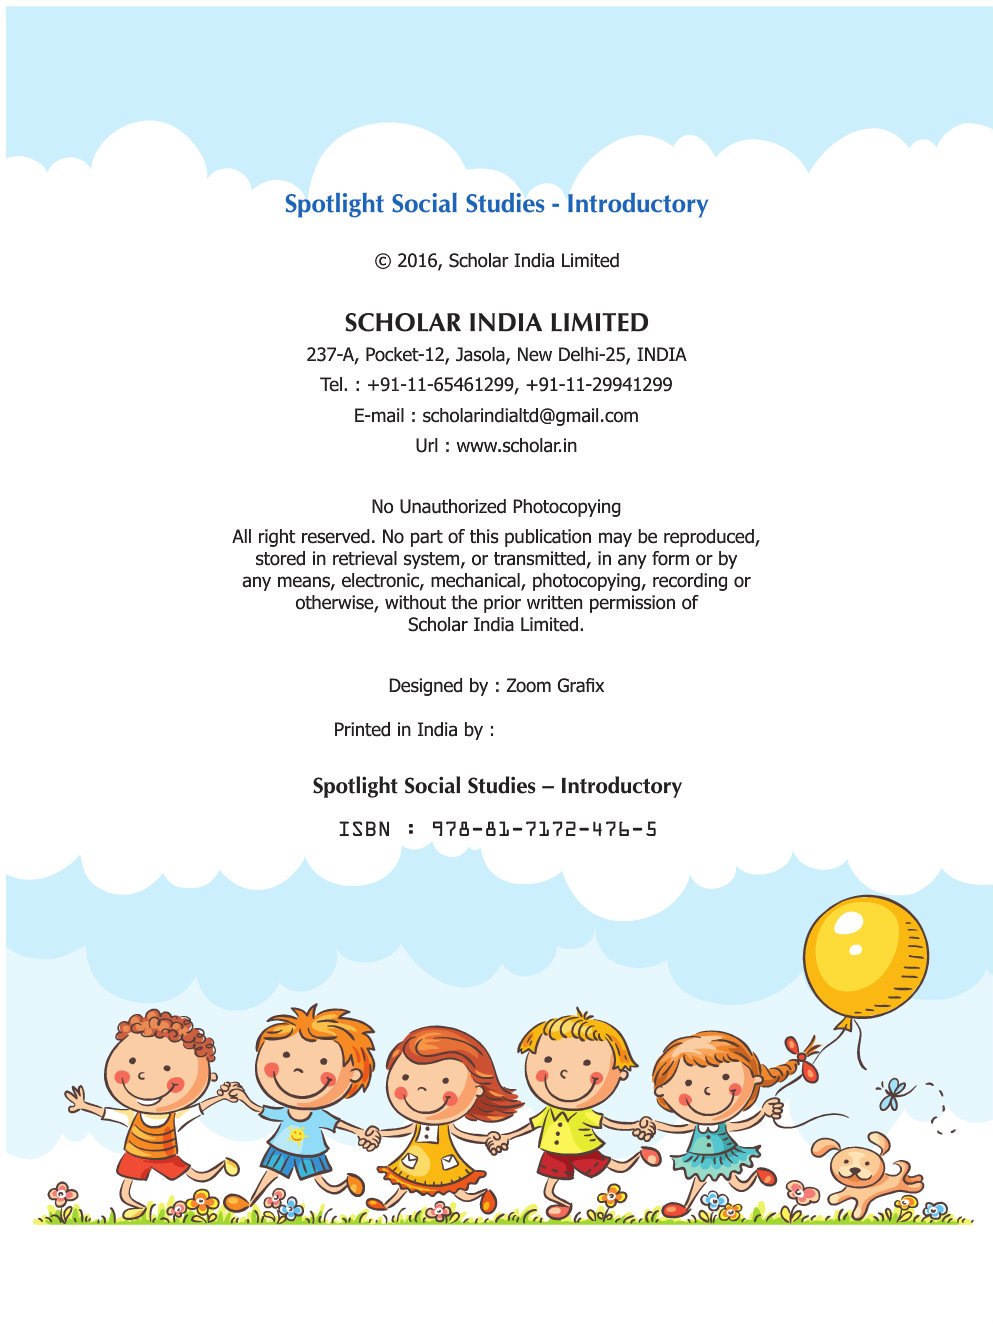 Spotlight Social Studies - Introductory
© 2016, Scholar India Limited
SCHOLAR INDIA LIMITED
237-A, Pocket-12, Jasola, New Delhi-25, INDIA
Tel. : +91-11-65461299, +91-11-29941299
E-mail : scholarindialtd@gmail.com
Url : www.scholar.in
No Unauthorized Photocopying
All right reserved. No part of this publication may be reproduced,
stored in retrieval system, or transmitted, in any form or by
any means, electronic, mechanical, photocopying, recording or
otherwise, without the prior written permission of
Scholar India Limited.
Designed by : Zoom Grafix
Printed in India by :
Spotlight Social Studies – Introductory
ISBN : 978-81-7172-476-5